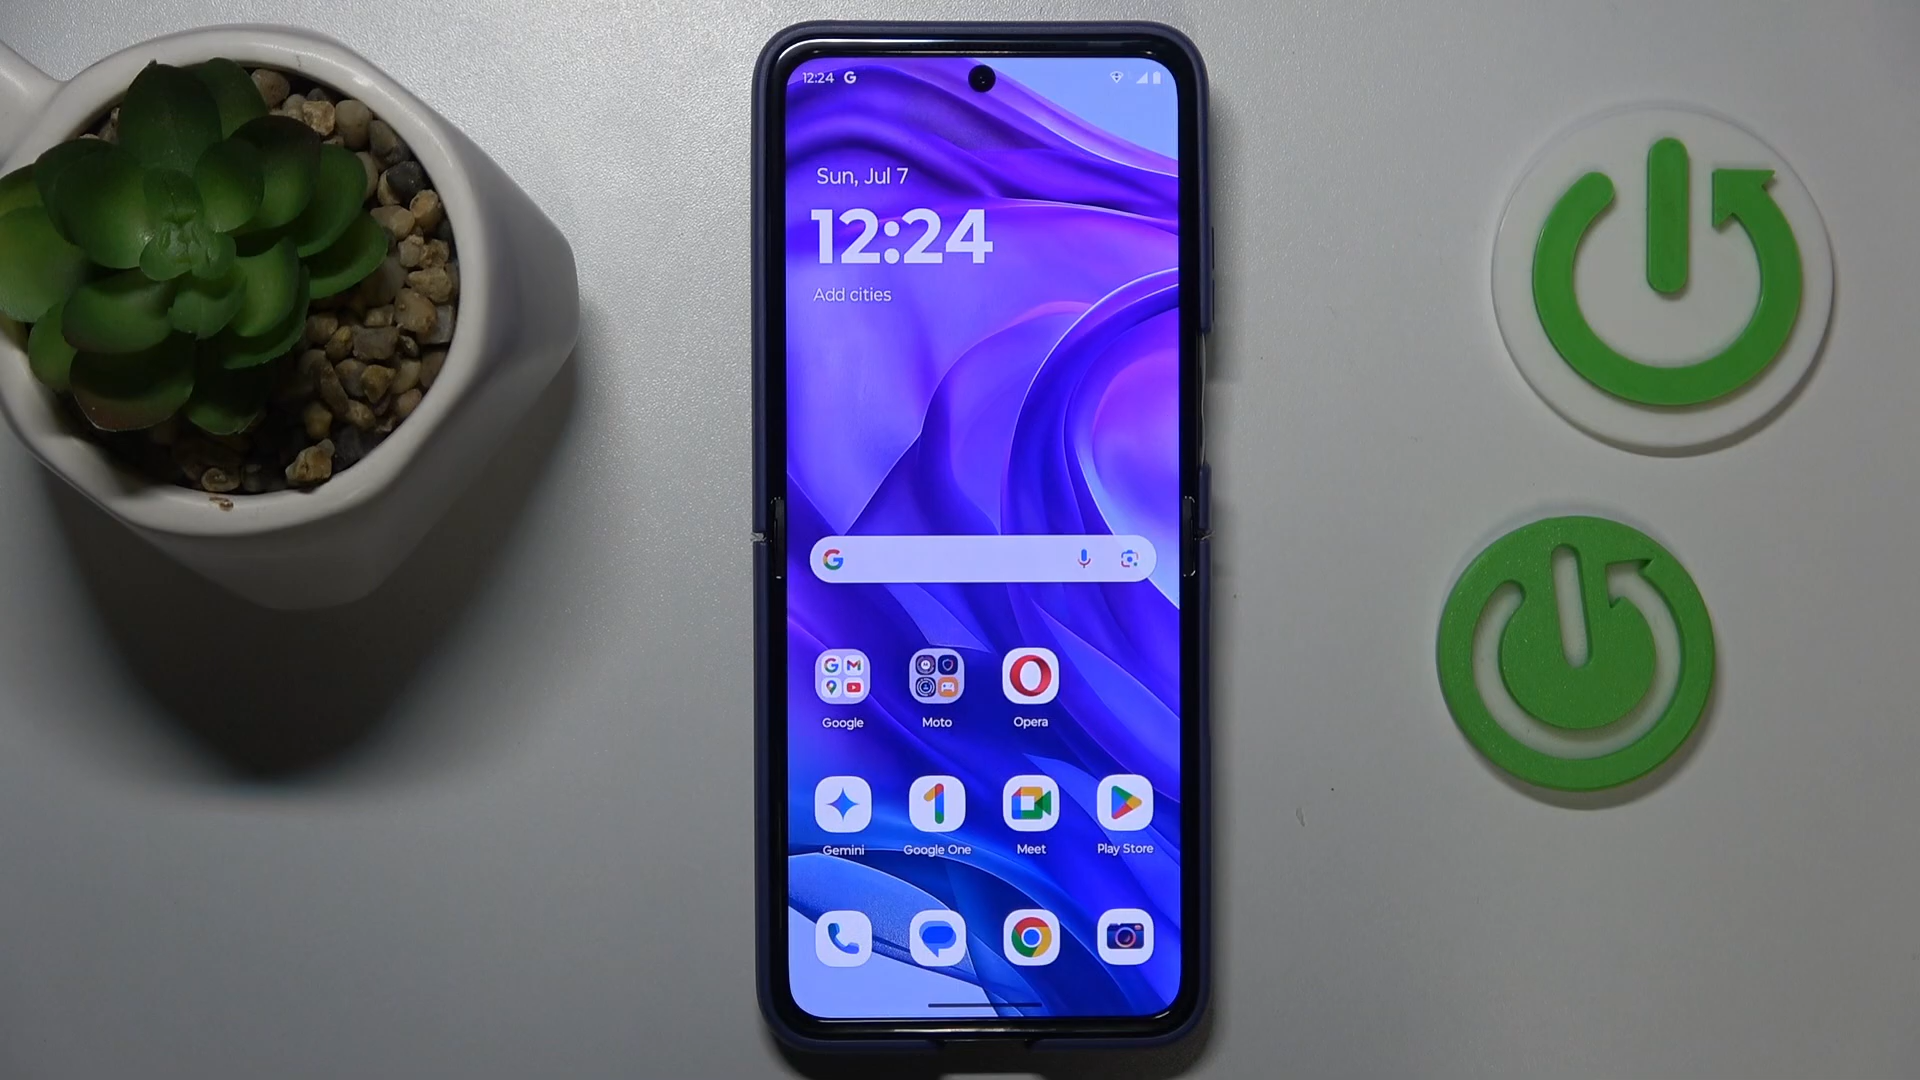 12:24
Sun, Jul 7
12:24
Add cities
Google
Moto
Opera
Gemini
Google One
Meet
Play Store